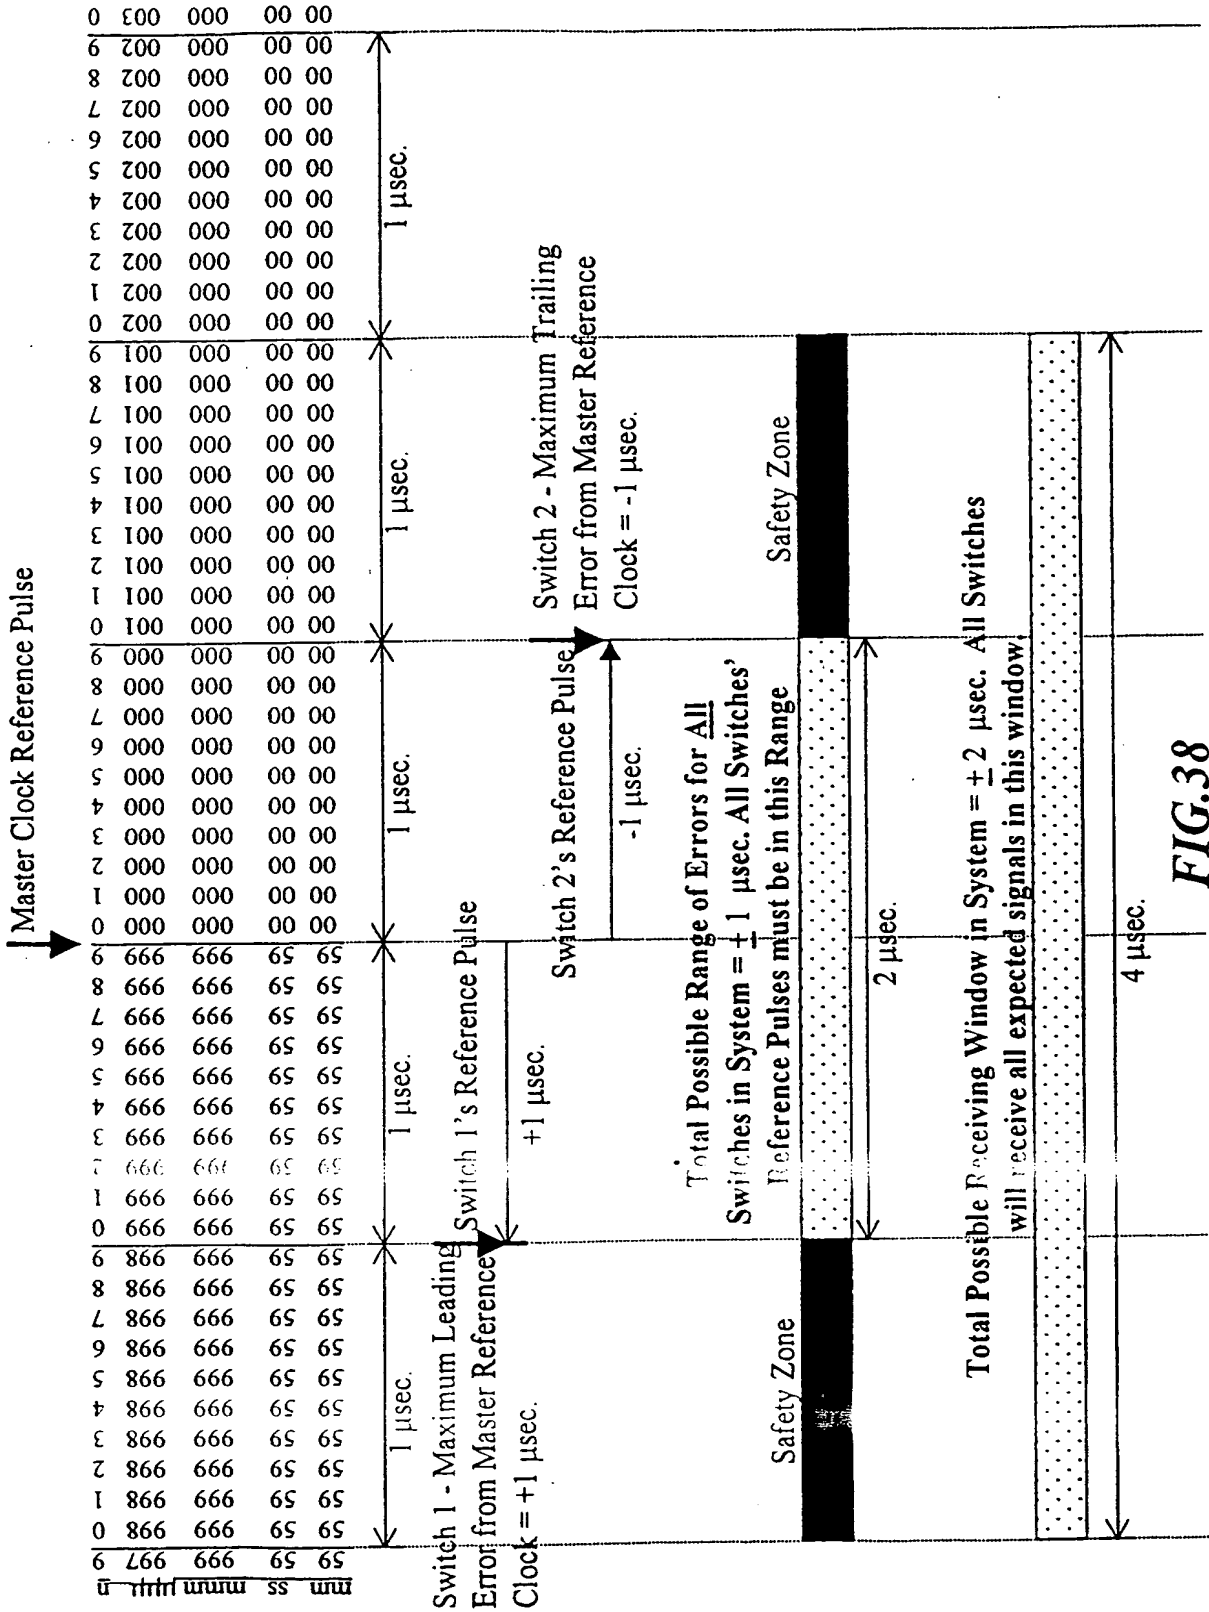 Master Clock Reference Pulse
mm ss mmm µµµ n
59 59 999 997 9
59 59 999 998 0
59 59 999 998 1
59 59 999 998 2
59 59 999 998 3
59 59 999 998 4
59 59 999 998 5
59 59 999 998 6
59 59 999 998 7
59 59 999 998 8
59 59 999 998 9
59 59 999 999 0
59 59 999 999 1
59 59 999 999 2
59 59 999 999 3
59 59 999 999 4
59 59 999 999 5
59 59 999 999 6
59 59 999 999 7
59 59 999 999 8
59 59 999 999 9
00 00 000 000 0
00 00 000 000 1
00 00 000 000 2
00 00 000 000 3
00 00 000 000 4
00 00 000 000 5
00 00 000 000 6
00 00 000 000 7
00 00 000 000 8
00 00 000 000 9
00 00 000 001 0
00 00 000 001 1
00 00 000 001 2
00 00 000 001 3
00 00 000 001 4
00 00 000 001 5
00 00 000 001 6
00 00 000 001 7
00 00 000 001 8
00 00 000 001 9
00 00 000 002 0
00 00 000 002 1
00 00 000 002 2
00 00 000 002 3
00 00 000 002 4
00 00 000 002 5
00 00 000 002 6
00 00 000 002 7
00 00 000 002 8
00 00 000 002 9
00 00 000 003 0
1 µsec.
1 µsec.
1 µsec.
1 µsec.
1 µsec.
Switch 1 - Maximum Leading
Error from Master Reference
Clock = +1 µsec.
Switch 1's Reference Pulse
+1 µsec.
Switch 2's Reference Pulse
-1 µsec.
Switch 2 - Maximum Trailing
Error from Master Reference
Clock = -1 µsec.
Total Possible Range of Errors for All
Switches in System = ± 1 µsec. All Switches'
Reference Pulses must be in this Range
Safety Zone
Safety Zone
2 µsec.
Total Possible Receiving Window in System = ± 2 µsec. All Switches
will receive all expected signals in this window
4 µsec.
FIG.38